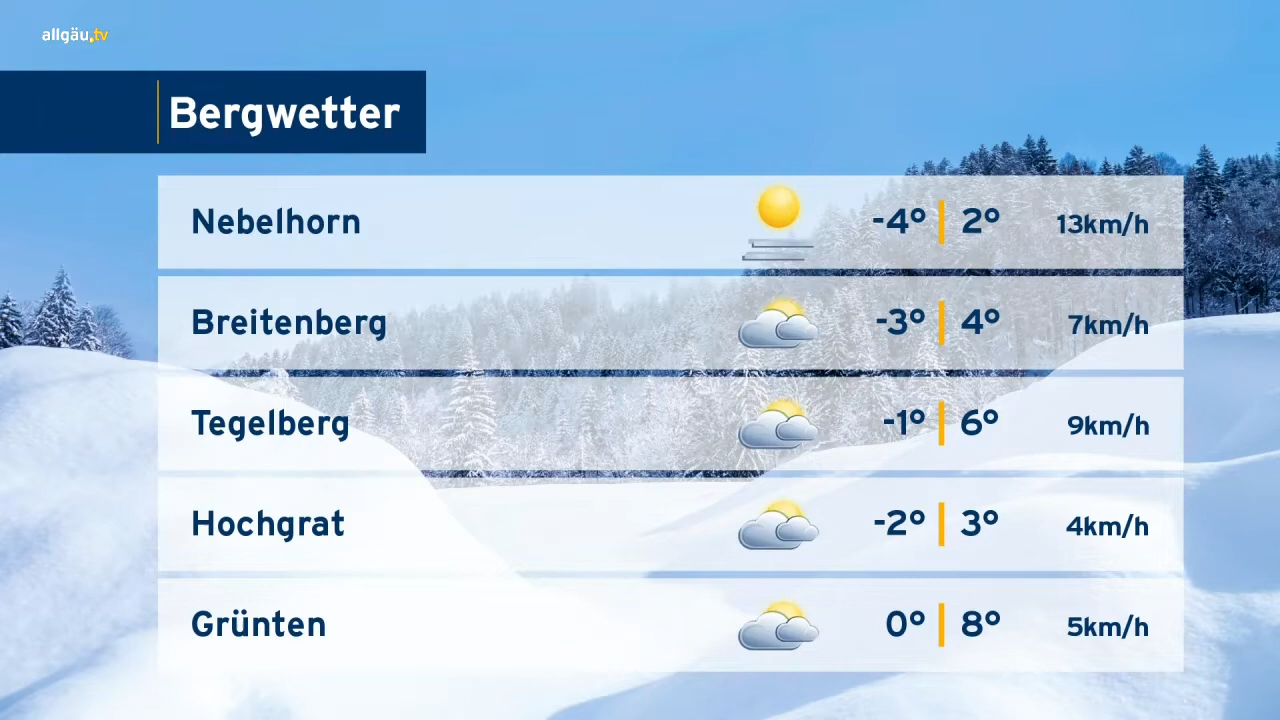 allgäu.tv
Bergwetter
Nebelhorn -4° | 2° 13km/h
Breitenberg -3° | 4° 7km/h
Tegelberg -1° | 6° 9km/h
Hochgrat -2° | 3° 4km/h
Grünten 0° | 8° 5km/h